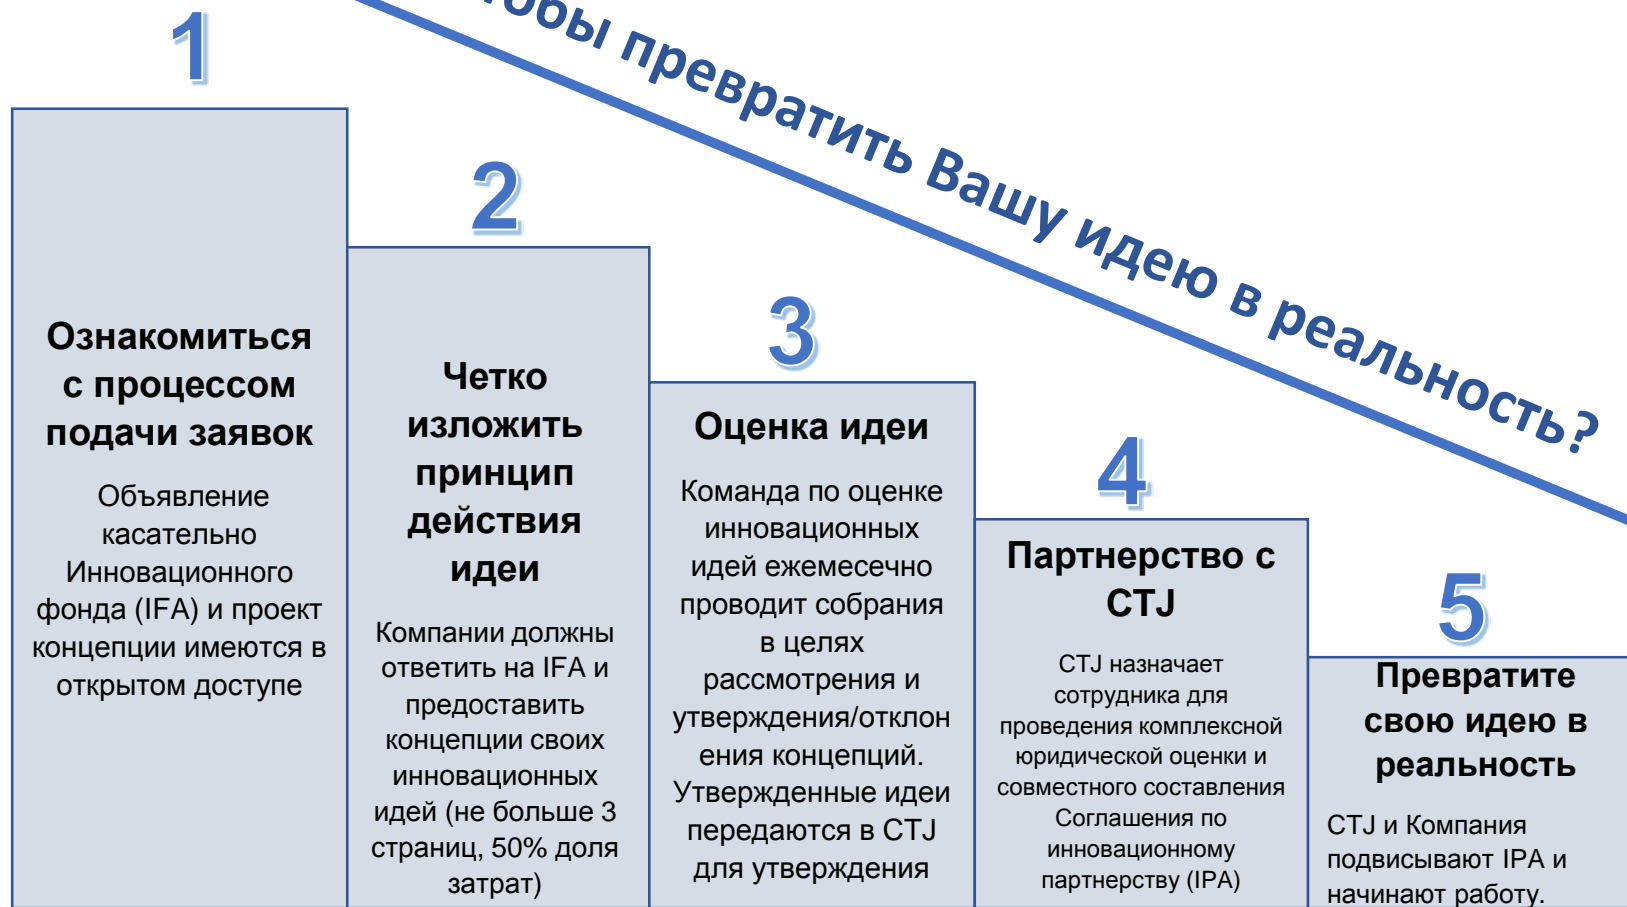 превратить Вашу идею в реальность?
1
Ознакомиться
с процессом
подачи заявок
Объявление
касательно
Инновационного
фонда (IFA) и проект
концепции имеются в
открытом доступе
2
Четко
изложить
принцип
действия
идеи
Компании должны
ответить на IFA и
предоставить
концепции своих
инновационных
идей (не больше 3
страниц, 50% доля
затрат)
3
Оценка идеи
Команда по оценке
инновационных
идей ежемесечно
проводит собрания
в целях
рассмотрения и
утверждения/отклон
ения концепций.
Утвержденные идеи
передаются в CTJ
для утверждения
4
Партнерство с
CTJ
CTJ назначает
сотрудника для
проведения комплексной
юридической оценки и
совместного составления
Соглашения по
инновационному
партнерству (IPA)
5
Превратите
свою идею в
реальность
CTJ и Компания
подвисывают IPA и
начинают работу.